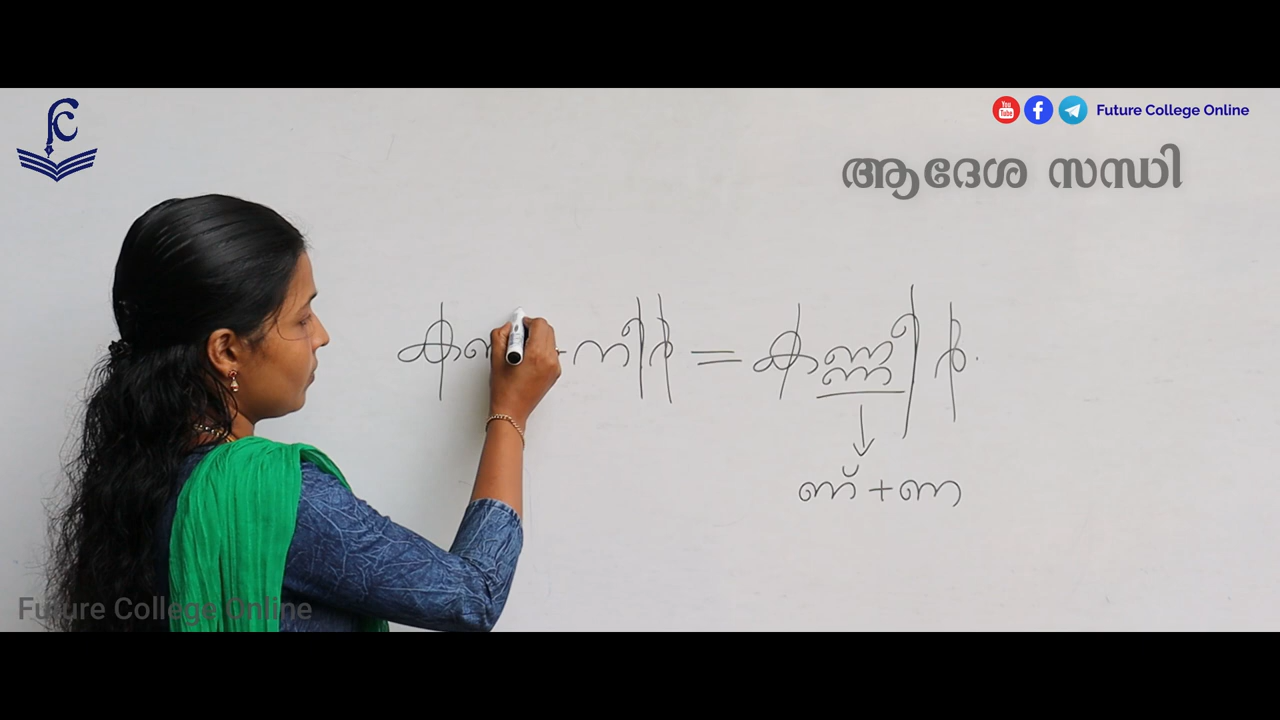 Future College Online
ആദേശ സന്ധി
+ നീർ = കണ്ണീർ.
ണ് + ണ
Future College Online